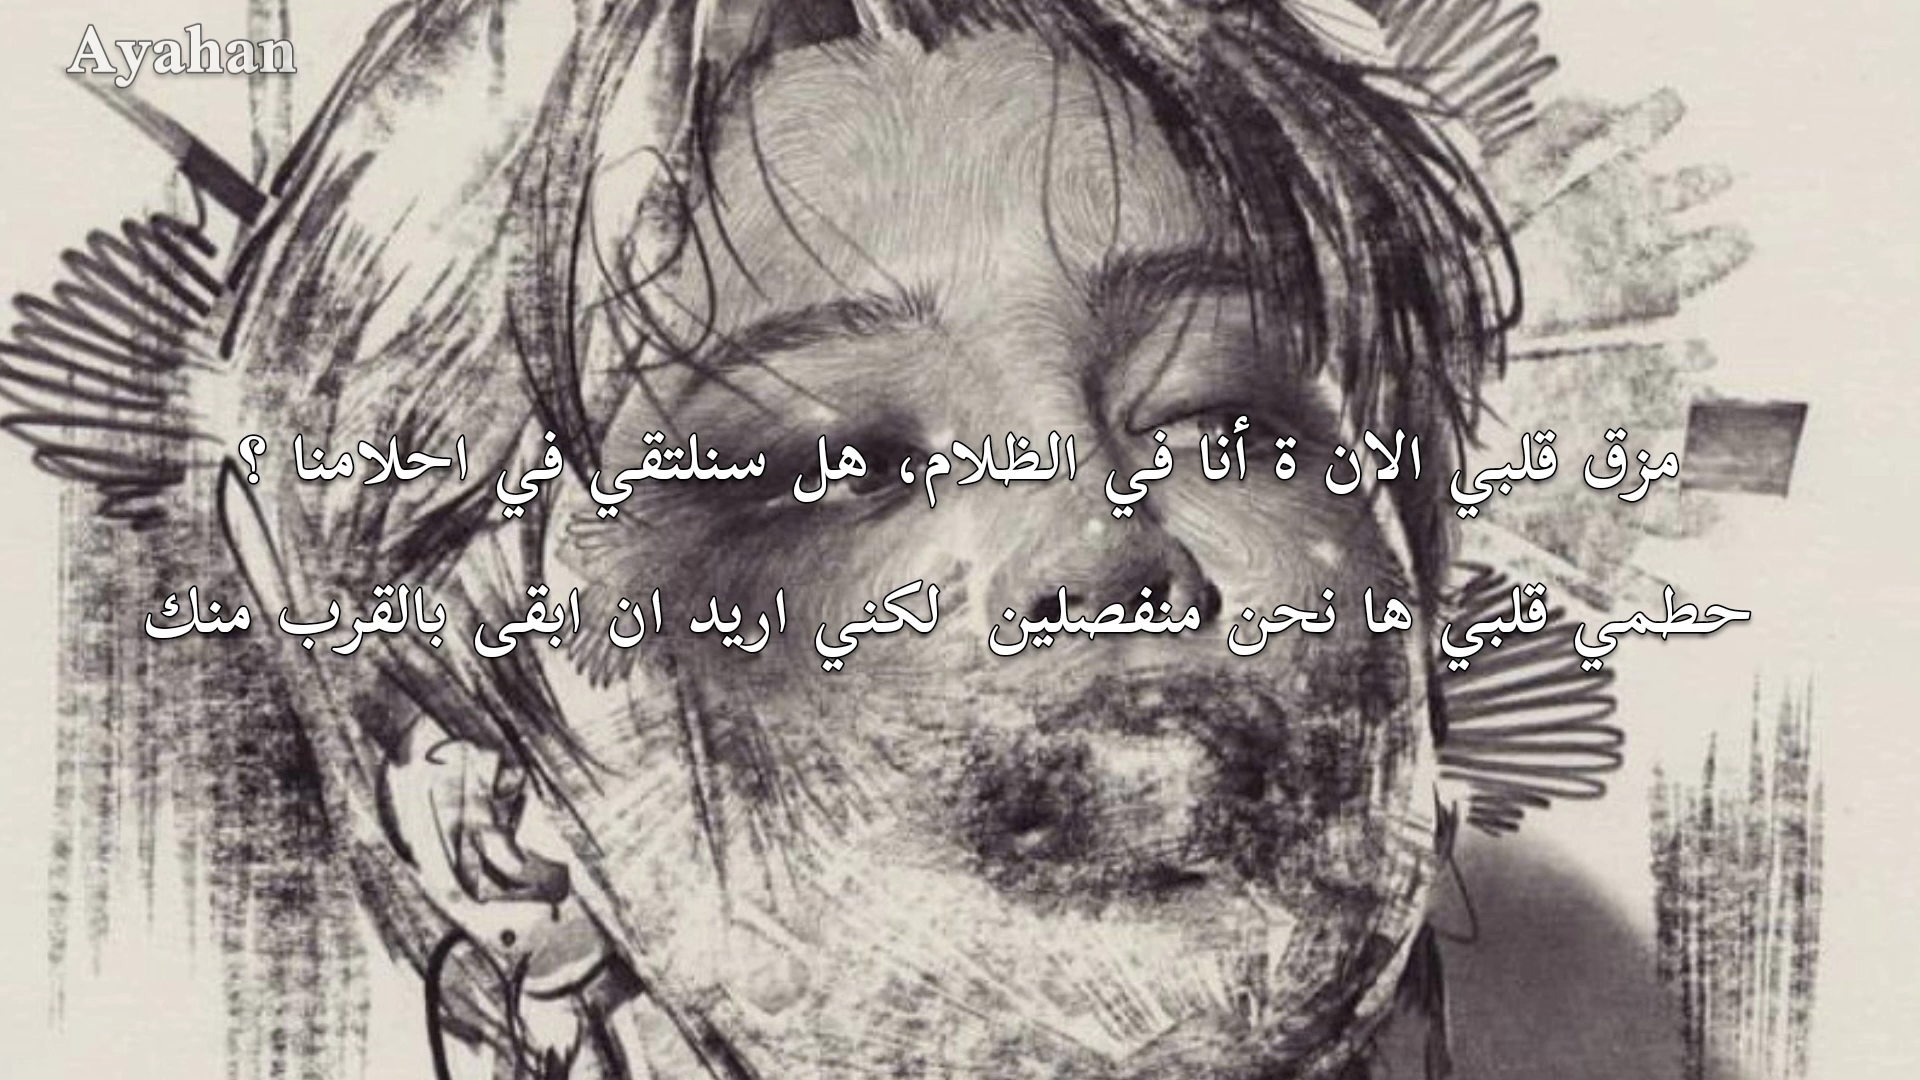 Ayahan
مزق قلبي الان ة أنا في الظلام، هل سنلتقي في احلامنا ؟
حطمي قلبي ها نحن منفصلين لكني اريد ان ابقى بالقرب منك